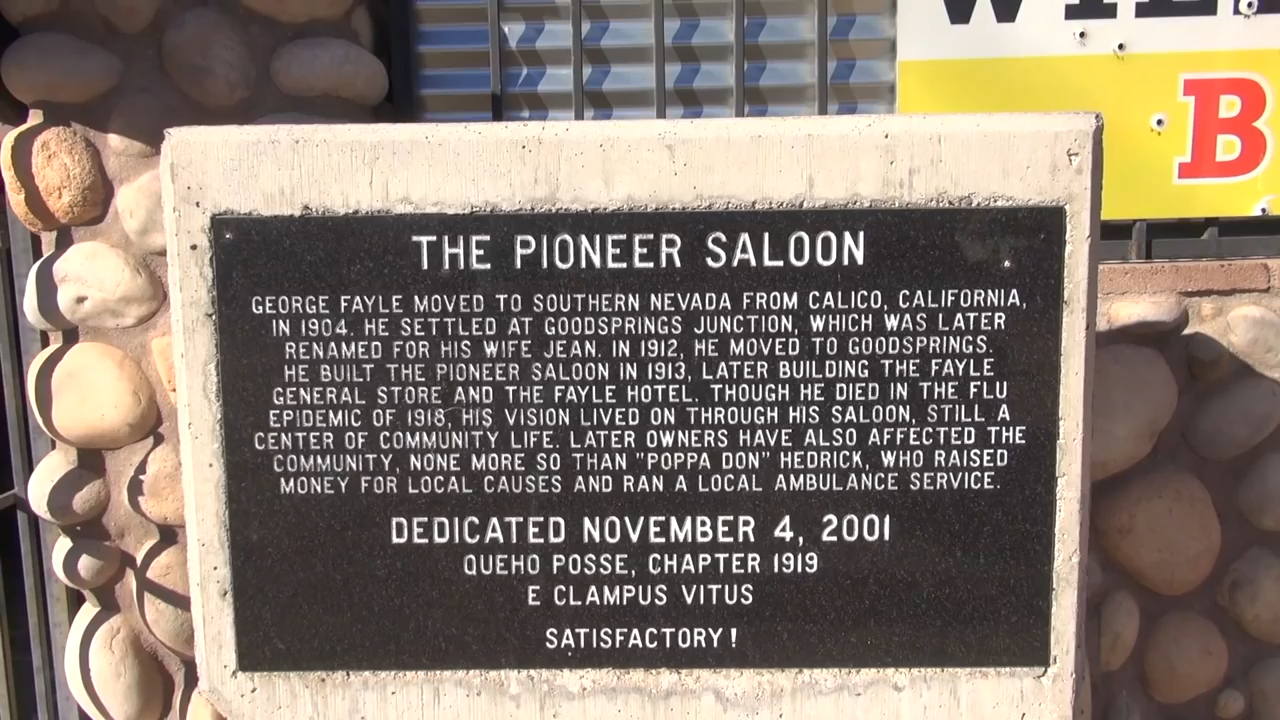 THE PIONEER SALOON
GEORGE FAYLE MOVED TO SOUTHERN NEVADA FROM CALICO, CALIFORNIA,
IN 1904. HE SETTLED AT GOODSPRINGS JUNCTION, WHICH WAS LATER
RENAMED FOR HIS WIFE JEAN. IN 1912, HE MOVED TO GOODSPRINGS.
HE BUILT THE PIONEER SALOON IN 1913, LATER BUILDING THE FAYLE
GENERAL STORE AND THE FAYLE HOTEL. THOUGH HE DIED IN THE FLU
EPIDEMIC OF 1918, HIS VISION LIVED ON THROUGH HIS SALOON, STILL A
CENTER OF COMMUNITY LIFE. LATER OWNERS HAVE ALSO AFFECTED THE
COMMUNITY, NONE MORE SO THAN "POPPA DON" HEDRICK, WHO RAISED
MONEY FOR LOCAL CAUSES AND RAN A LOCAL AMBULANCE SERVICE.
DEDICATED NOVEMBER 4, 2001
QUEHO POSSE, CHAPTER 1919
E CLAMPUS VITUS
SATISFACTORY!
B